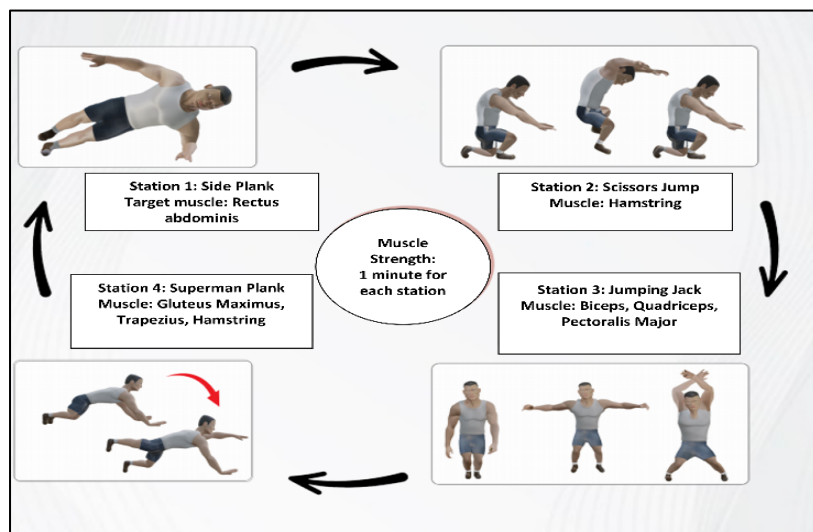 Station 1: Side Plank
Target muscle: Rectus
abdominis
Station 2: Scissors Jump
Muscle: Hamstring
Muscle
Strength:
1 minute for
each station
Station 4: Superman Plank
Muscle: Gluteus Maximus,
Trapezius, Hamstring
Station 3: Jumping Jack
Muscle: Biceps, Quadriceps,
Pectoralis Major